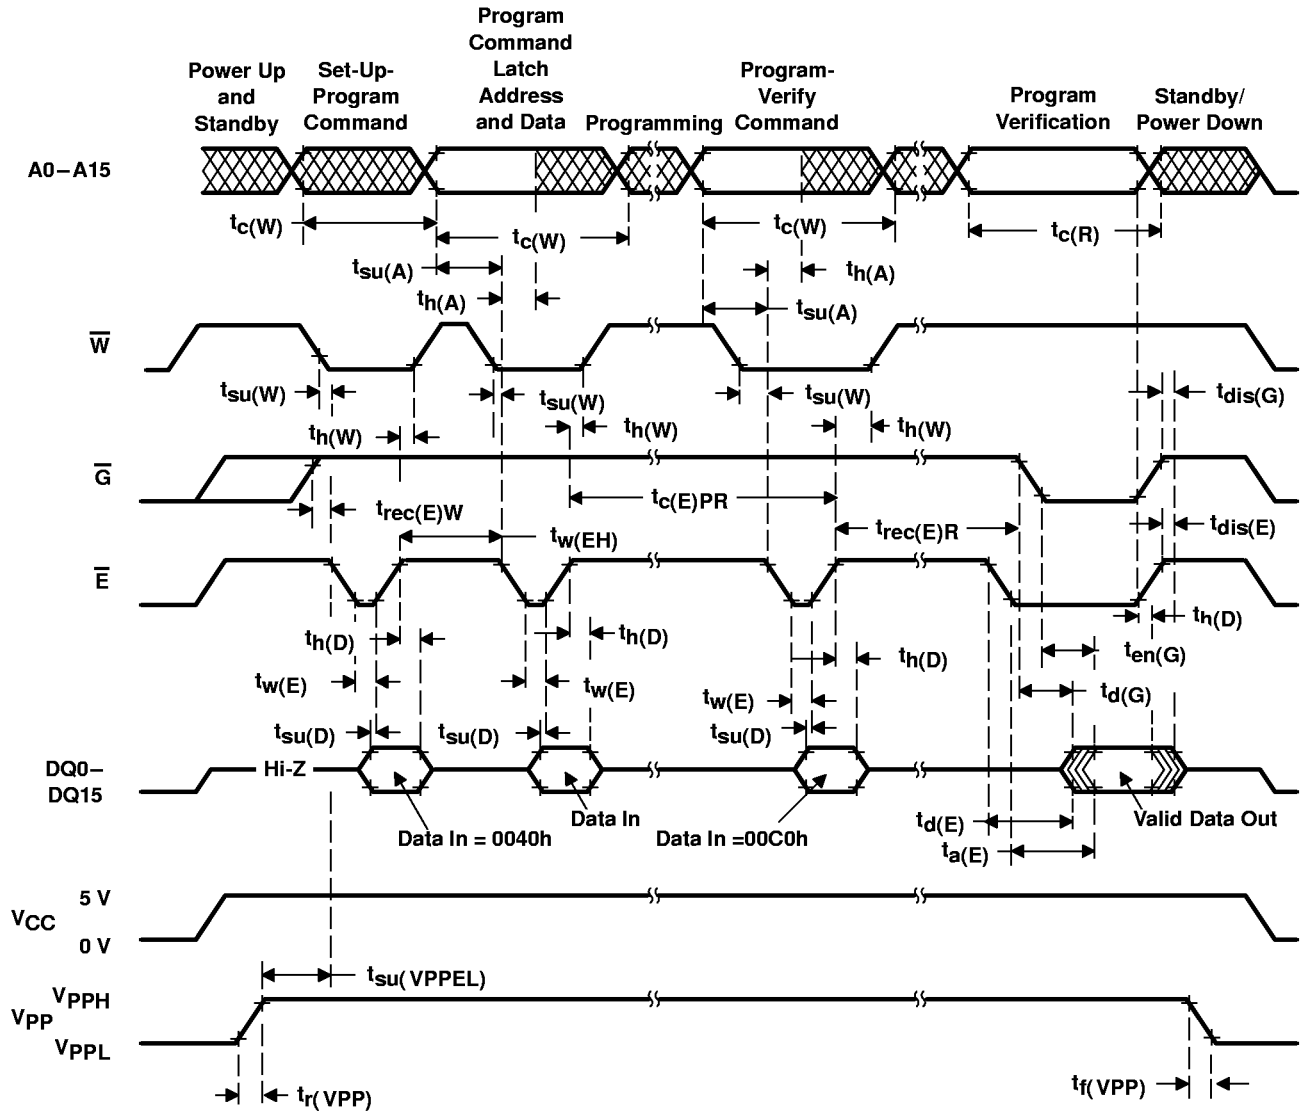 Program
Command
Latch
Address
and Data
Power Up
and
Standby
Set-Up-
Program
Command
Programming
Program-
Verify
Command
Program
Verification
Standby/
Power Down
A0–A15
tc(W)
tc(W)
tc(W)
tc(R)
tsu(A)
th(A)
th(A)
tsu(A)
W
tsu(W)
tsu(W)
tsu(W)
tdis(G)
th(W)
th(W)
th(W)
G
tc(E)PR
trec(E)W
tw(EH)
trec(E)R
tdis(E)
E
th(D)
th(D)
th(D)
th(D)
ten(G)
tw(E)
tw(E)
tw(E)
td(G)
tsu(D)
tsu(D)
tsu(D)
DQ0–
DQ15
Hi-Z
Data In = 0040h
Data In
Data In =00C0h
Valid Data Out
td(E)
ta(E)
5 V
VCC
0 V
tsu(VPPEL)
VPPH
VPP
VPPL
tr(VPP)
tf(VPP)